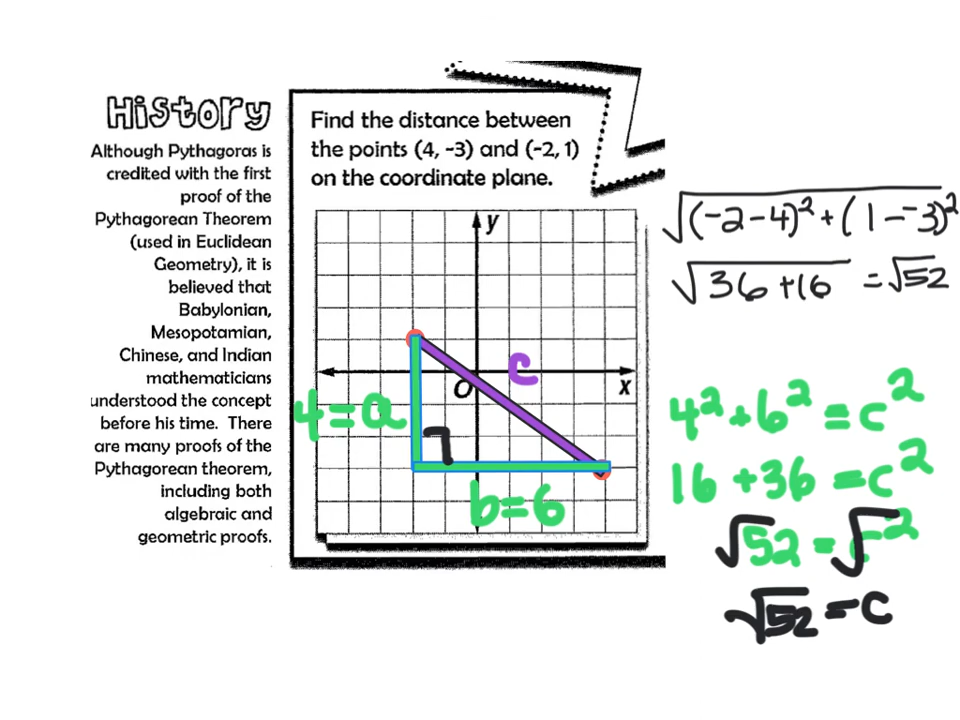 History
Although Pythagoras is
credited with the first
proof of the
Pythagorean Theorem
(used in Euclidean
Geometry), it is
believed that
Babylonian,
Mesopotamian,
Chinese, and Indian
mathematicians
understood the concept
before his time. There
are many proofs of the
Pythagorean theorem,
including both
algebraic and
geometric proofs.
Find the distance between
the points (4, -3) and (-2, 1)
on the coordinate plane.
y
x
O
c
4=a
b=6
√(-2-4)²+(1-⁻3)²
√36+16 =√52
4²+6²=c²
16+36=c²
√52=√c²
√52=c